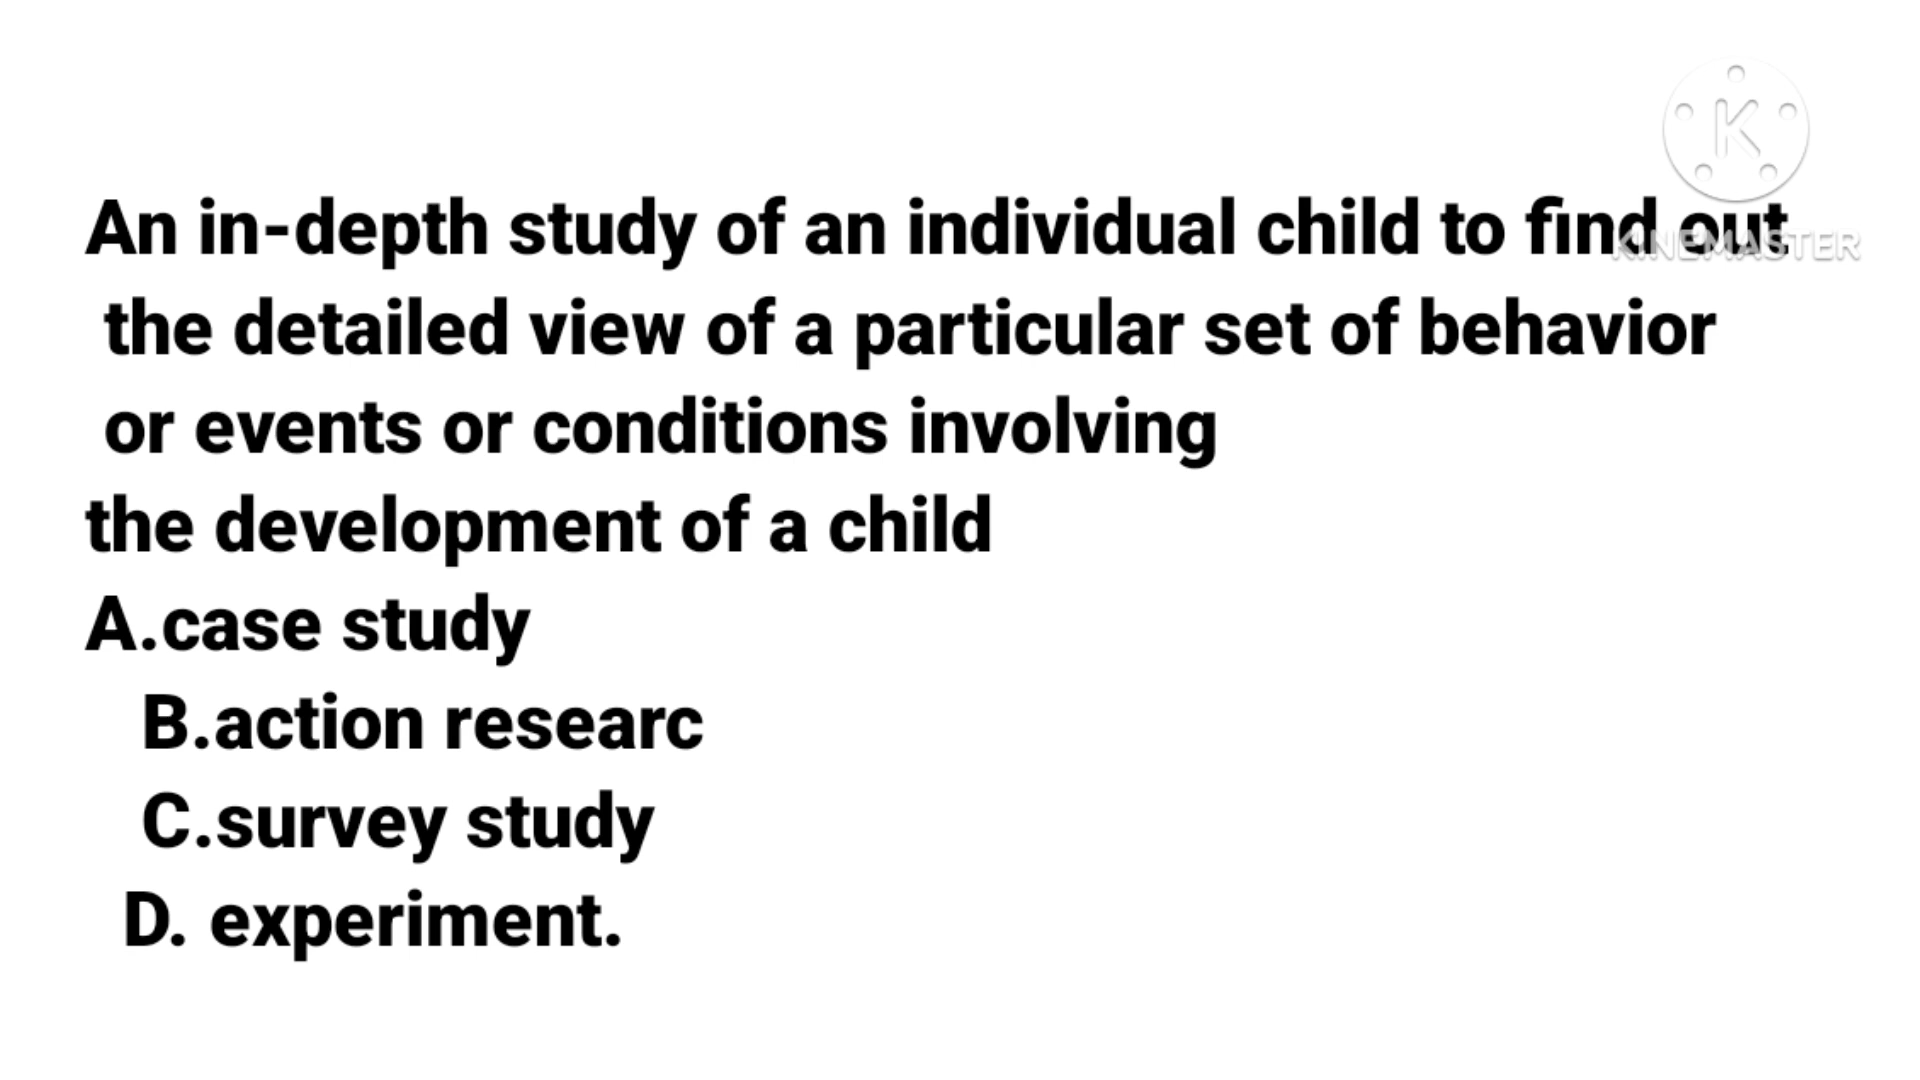 An in-depth study of an individual child to find out
the detailed view of a particular set of behavior
or events or conditions involving
the development of a child
A.case study
B.action researc
C.survey study
D. experiment.
K
KINEMASTER